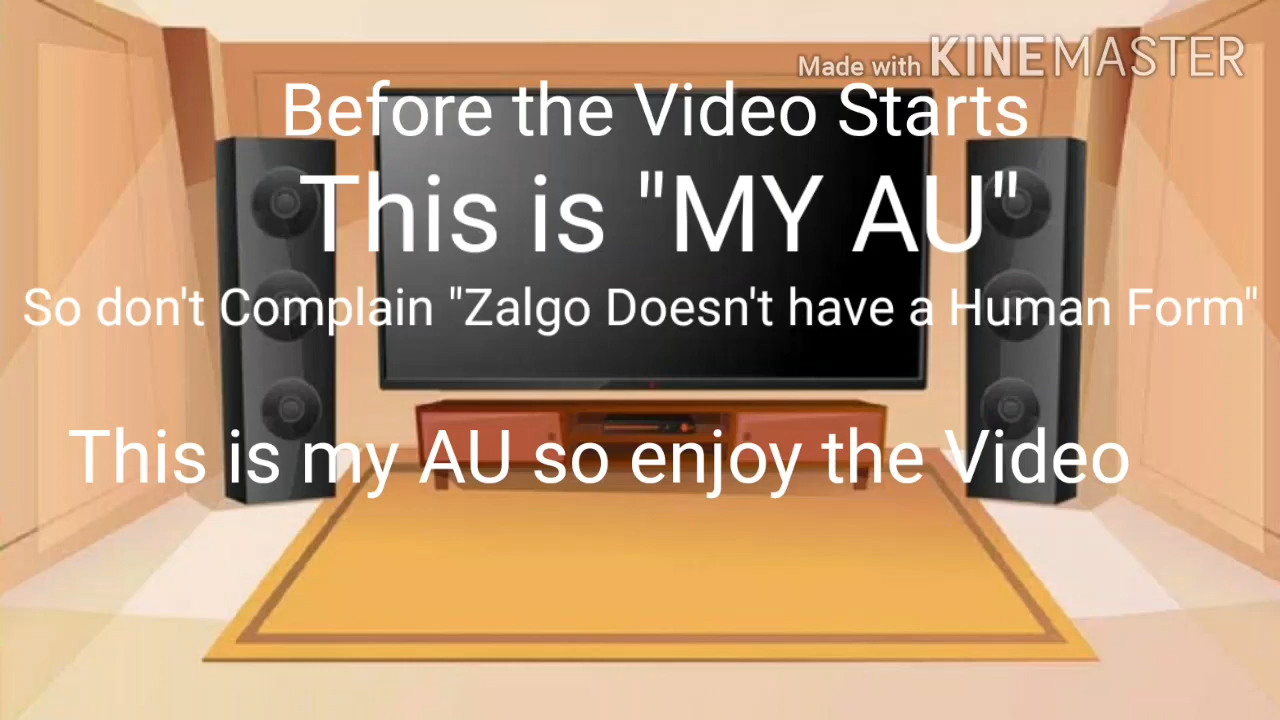 Made with KINEMASTER
Before the Video Starts
This is "MY AU"
So don't Complain "Zalgo Doesn't have a Human Form"
This is my AU so enjoy the Video